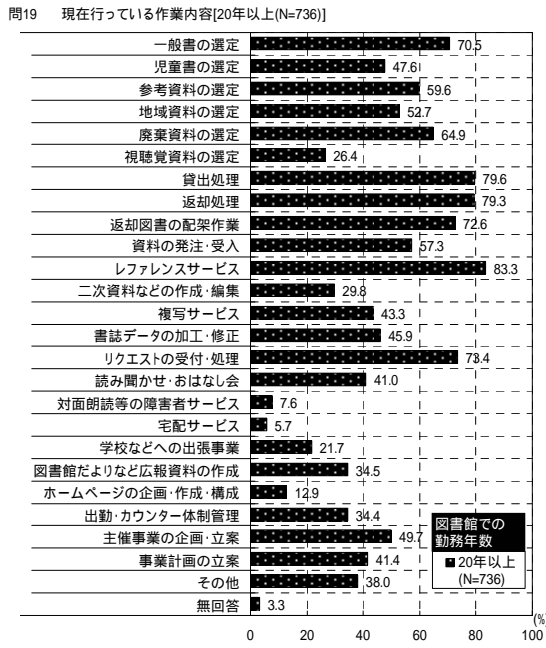 問19 現在行っている作業内容[20年以上(N=736)]
一般書の選定 70.5
児童書の選定 47.6
参考資料の選定 59.6
地域資料の選定 52.7
廃棄資料の選定 64.9
視聴覚資料の選定 26.4
貸出処理 79.6
返却処理 79.3
返却図書の配架作業 72.6
資料の発注・受入 57.3
レファレンスサービス 83.3
二次資料などの作成・編集 29.8
複写サービス 43.3
書誌データの加工・修正 45.9
リクエストの受付・処理 73.4
読み聞かせ・おはなし会 41.0
対面朗読等の障害者サービス 7.6
宅配サービス 5.7
学校などへの出張事業 21.7
図書館だよりなど広報資料の作成 34.5
ホームページの企画・作成・構成 12.9
出勤・カウンター体制管理 34.4
主催事業の企画・立案 49.7
事業計画の立案 41.4
その他 38.0
無回答 3.3
図書館での
勤務年数
20年以上
(N=736)
(%)
0 20 40 60 80 100